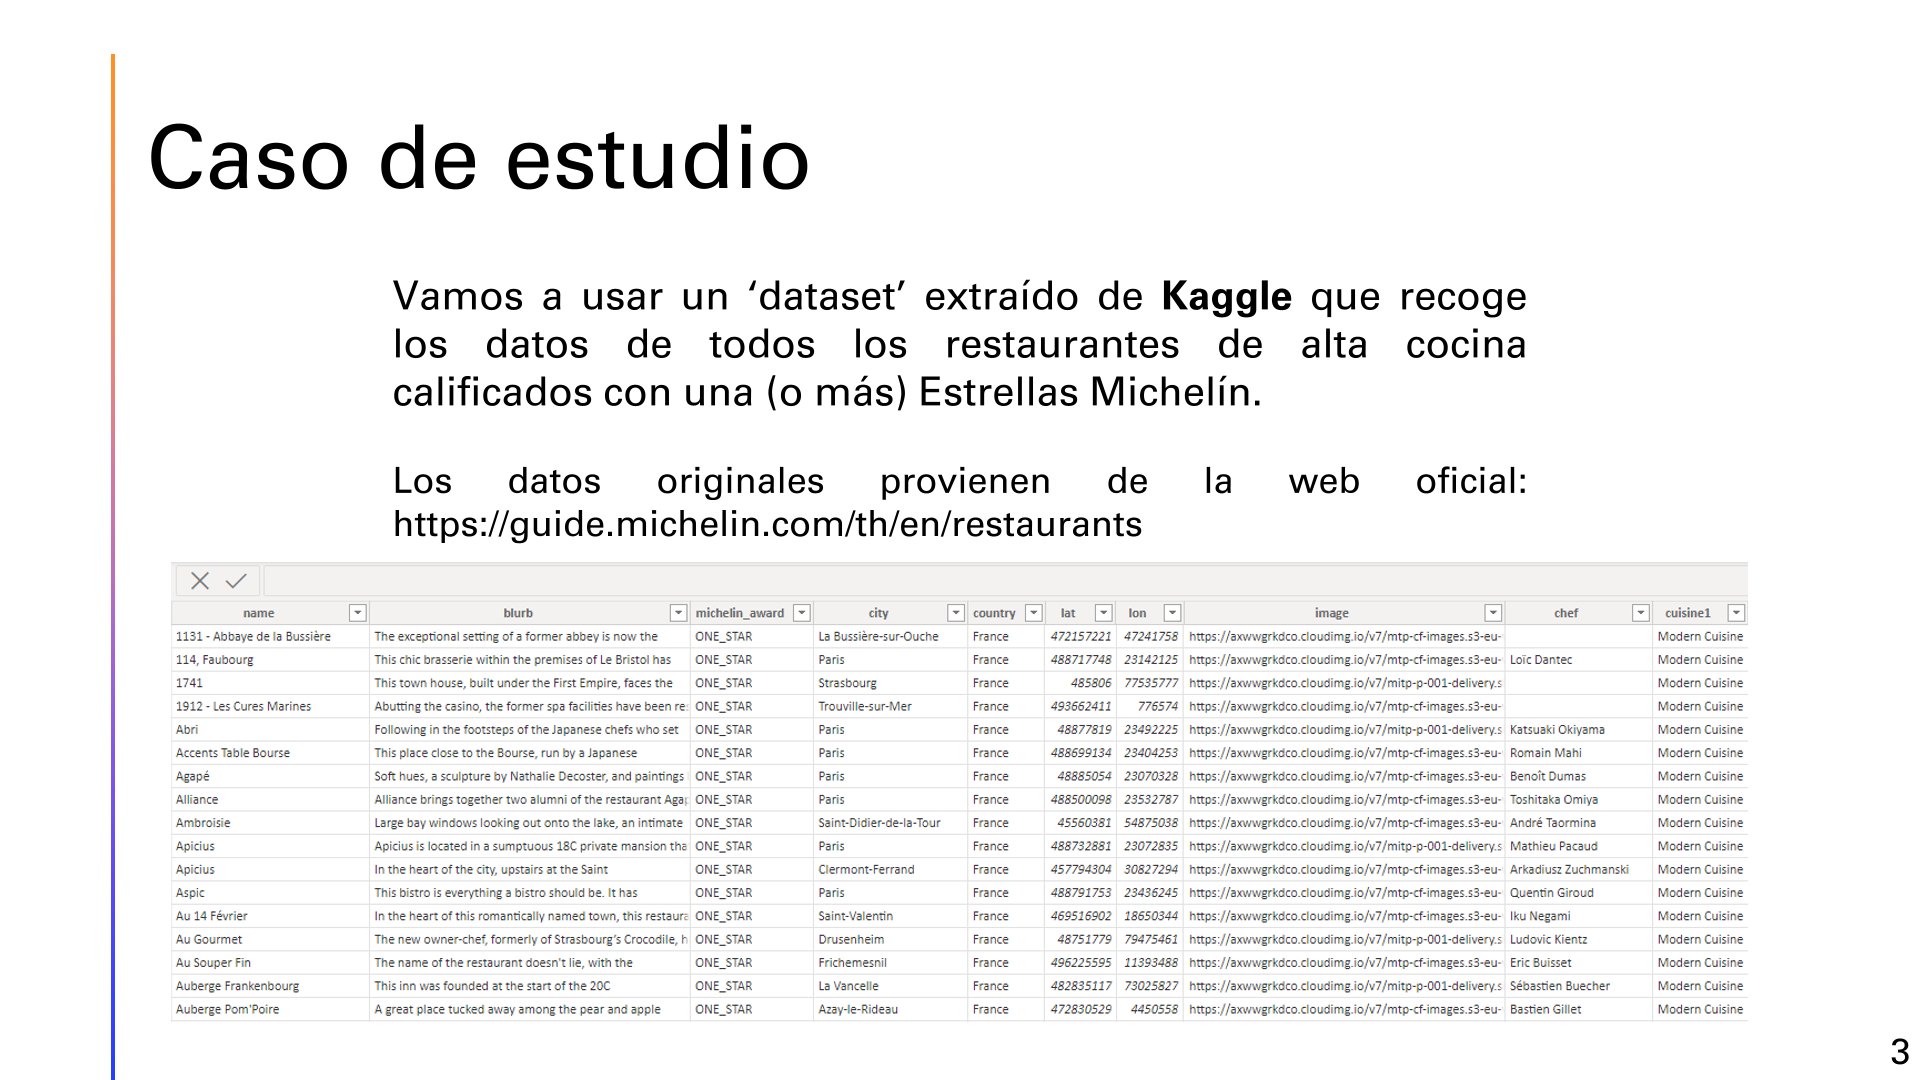 Caso de estudio
Vamos a usar un ‘dataset’ extraído de Kaggle que recoge
los datos de todos los restaurantes de alta cocina
calificados con una (o más) Estrellas Michelín.
Los datos originales provienen de la web oficial:
https://guide.michelin.com/th/en/restaurants
name blurb michelin_award city country lat lon image chef cuisine1
1131 - Abbaye de la Bussière The exceptional setting of a former abbey is now the ONE_STAR La Bussière-sur-Ouche France 472157221 47241758 https://axwwgrkdco.cloudimg.io/v7/mtp-cf-images.s3-eu- Modern Cuisine
114, Faubourg This chic brasserie within the premises of Le Bristol has ONE_STAR Paris France 488717748 23142125 https://axwwgrkdco.cloudimg.io/v7/mtp-cf-images.s3-eu- Loïc Dantec Modern Cuisine
1741 This town house, built under the First Empire, faces the ONE_STAR Strasbourg France 485806 77535777 https://axwwgrkdco.cloudimg.io/v7/mitp-p-001-delivery.s Modern Cuisine
1912 - Les Cures Marines Abutting the casino, the former spa facilities have been re ONE_STAR Trouville-sur-Mer France 493662411 776574 https://axwwgrkdco.cloudimg.io/v7/mtp-cf-images.s3-eu- Modern Cuisine
Abri Following in the footsteps of the Japanese chefs who set ONE_STAR Paris France 48877819 23492225 https://axwwgrkdco.cloudimg.io/v7/mitp-p-001-delivery.s Katsuaki Okiyama Modern Cuisine
Accents Table Bourse This place close to the Bourse, run by a Japanese ONE_STAR Paris France 488699134 23404253 https://axwwgrkdco.cloudimg.io/v7/mtp-cf-images.s3-eu- Romain Mahi Modern Cuisine
Agapé Soft hues, a sculpture by Nathalie Decoster, and paintings ONE_STAR Paris France 48885054 23070328 https://axwwgrkdco.cloudimg.io/v7/mtp-cf-images.s3-eu- Benoît Dumas Modern Cuisine
Alliance Alliance brings together two alumni of the restaurant Aga ONE_STAR Paris France 488500098 23532787 https://axwwgrkdco.cloudimg.io/v7/mtp-cf-images.s3-eu- Toshitaka Omiya Modern Cuisine
Ambroisie Large bay windows looking out onto the lake, an intimate ONE_STAR Saint-Didier-de-la-Tour France 45560381 54875038 https://axwwgrkdco.cloudimg.io/v7/mtp-cf-images.s3-eu- André Taormina Modern Cuisine
Apicius Apicius is located in a sumptuous 18C private mansion tha ONE_STAR Paris France 488732881 23072835 https://axwwgrkdco.cloudimg.io/v7/mitp-p-001-delivery.s Mathieu Pacaud Modern Cuisine
Apicius In the heart of the city, upstairs at the Saint ONE_STAR Clermont-Ferrand France 457794304 30827294 https://axwwgrkdco.cloudimg.io/v7/mtp-cf-images.s3-eu- Arkadiusz Zuchmanski Modern Cuisine
Aspic This bistro is everything a bistro should be. It has ONE_STAR Paris France 488791753 23436245 https://axwwgrkdco.cloudimg.io/v7/mtp-cf-images.s3-eu- Quentin Giroud Modern Cuisine
Au 14 Février In the heart of this romantically named town, this restaura ONE_STAR Saint-Valentin France 469516902 18650344 https://axwwgrkdco.cloudimg.io/v7/mtp-cf-images.s3-eu- Iku Negami Modern Cuisine
Au Gourmet The new owner-chef, formerly of Strasbourg’s Crocodile, h ONE_STAR Drusenheim France 48751779 79475461 https://axwwgrkdco.cloudimg.io/v7/mitp-p-001-delivery.s Ludovic Kientz Modern Cuisine
Au Souper Fin The name of the restaurant doesn't lie, with the ONE_STAR Frichemesnil France 496225595 11393488 https://axwwgrkdco.cloudimg.io/v7/mtp-cf-images.s3-eu- Eric Buisset Modern Cuisine
Auberge Frankenbourg This inn was founded at the start of the 20C ONE_STAR La Vancelle France 482835117 73025827 https://axwwgrkdco.cloudimg.io/v7/mitp-p-001-delivery.s Sébastien Buecher Modern Cuisine
Auberge Pom'Poire A great place tucked away among the pear and apple ONE_STAR Azay-le-Rideau France 472830529 4450558 https://axwwgrkdco.cloudimg.io/v7/mtp-cf-images.s3-eu- Bastien Gillet Modern Cuisine
3